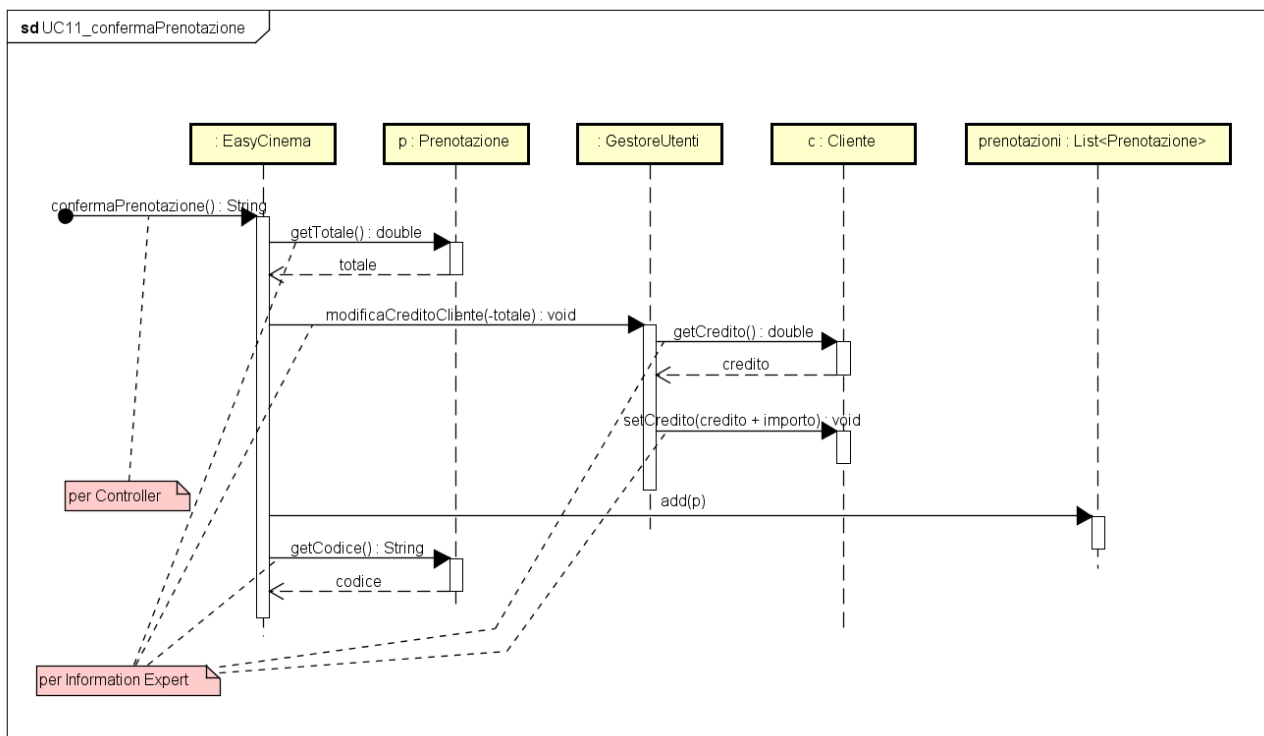 sd UC11_confermaPrenotazione
: EasyCinema
p : Prenotazione
: GestoreUtenti
c : Cliente
prenotazioni : List<Prenotazione>
confermaPrenotazione() : String
getTotale() : double
totale
modificaCreditoCliente(-totale) : void
getCredito() : double
credito
setCredito(credito + importo) : void
per Controller
add(p)
getCodice() : String
codice
per Information Expert